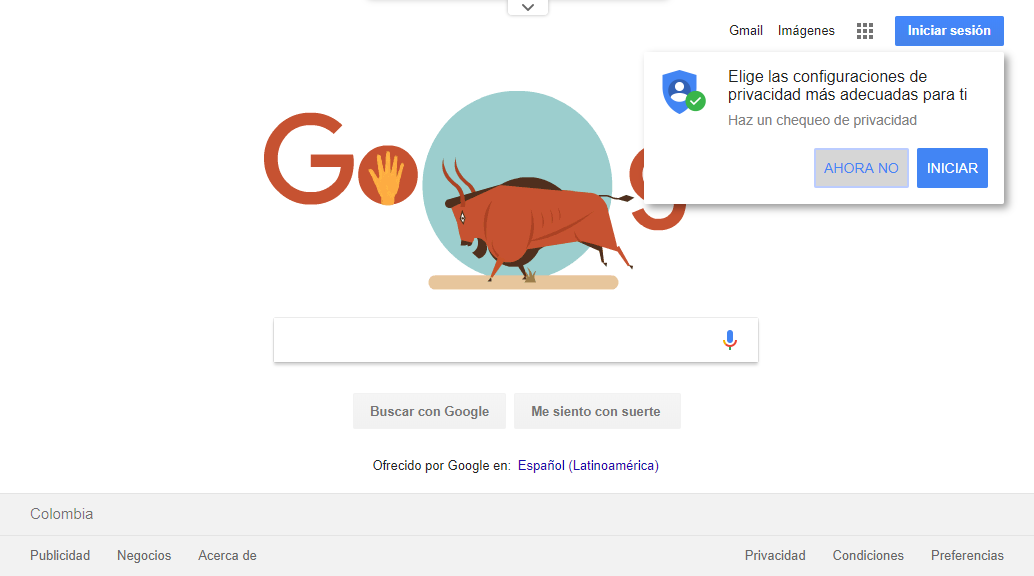 Gmail Imágenes Iniciar sesión
Elige las configuraciones de
privacidad más adecuadas para ti
Haz un chequeo de privacidad
AHORA NO INICIAR
Go g
Buscar con Google Me siento con suerte
Ofrecido por Google en: Español (Latinoamérica)
Colombia
Publicidad Negocios Acerca de Privacidad Condiciones Preferencias